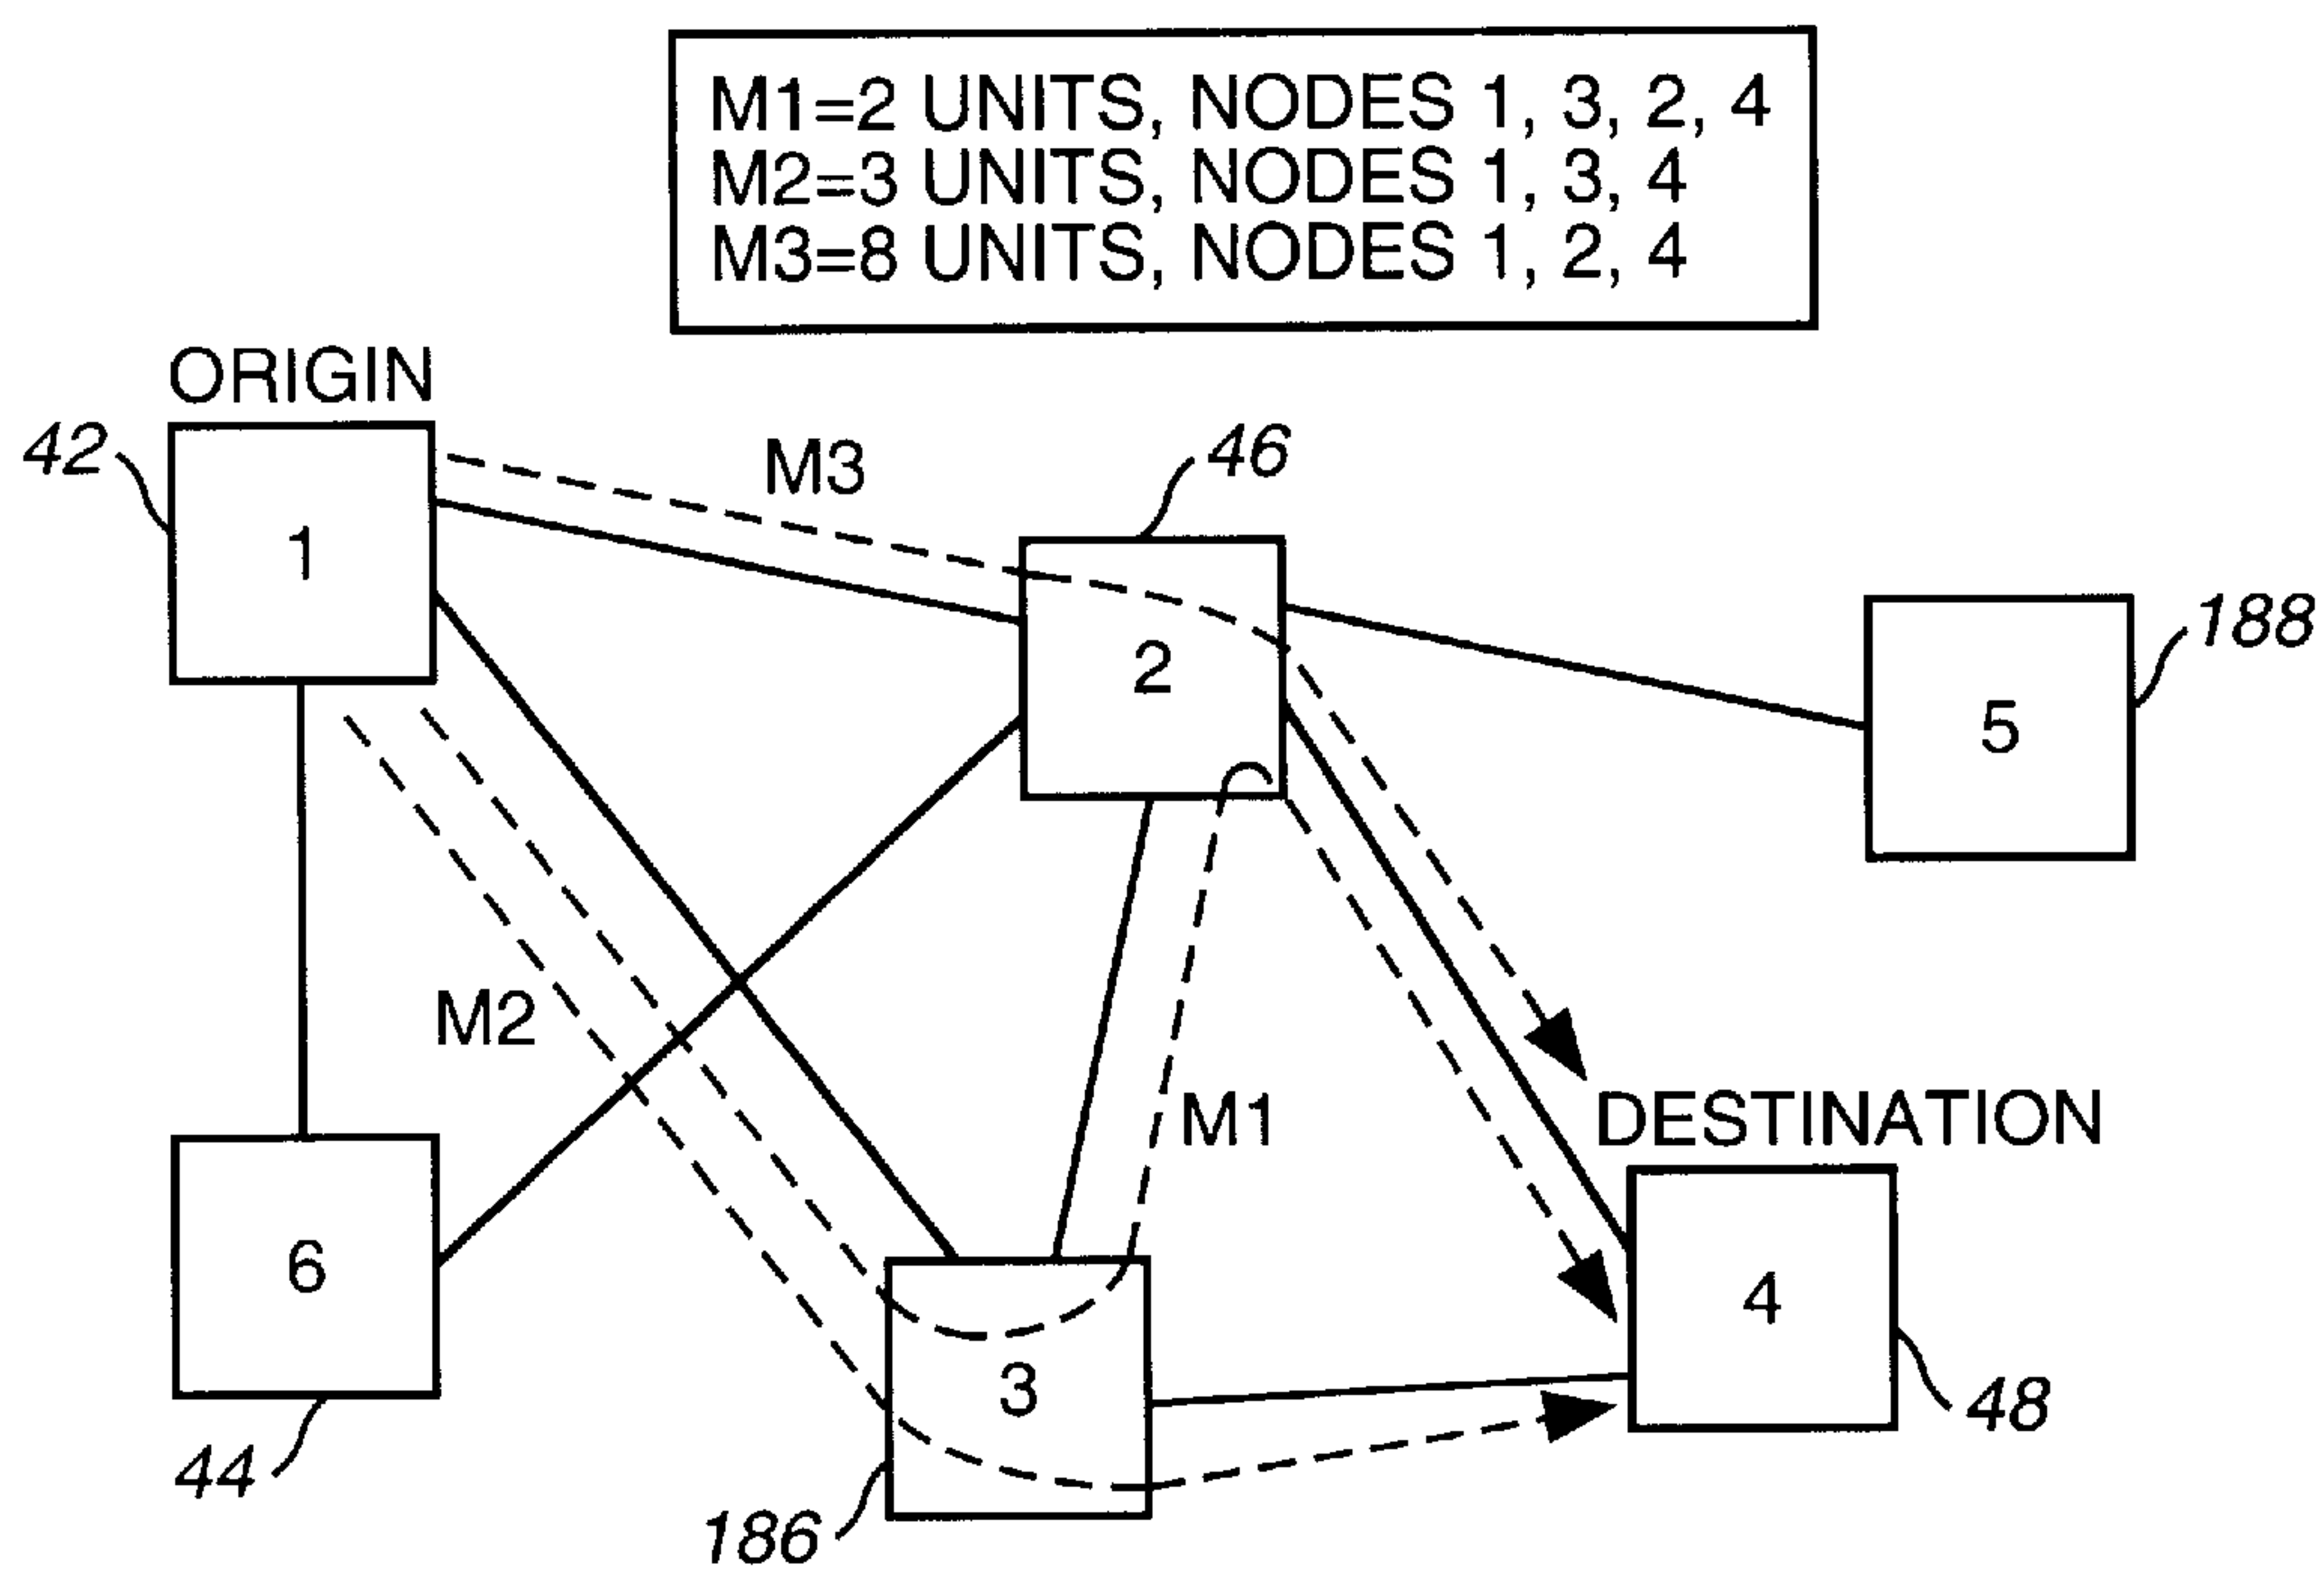 M1=2 UNITS, NODES 1, 3, 2, 4
M2=3 UNITS, NODES 1, 3, 4
M3=8 UNITS, NODES 1, 2, 4
ORIGIN
42
M3
46
1
2
188
5
M2
M1
DESTINATION
6
4
3
44
186
48